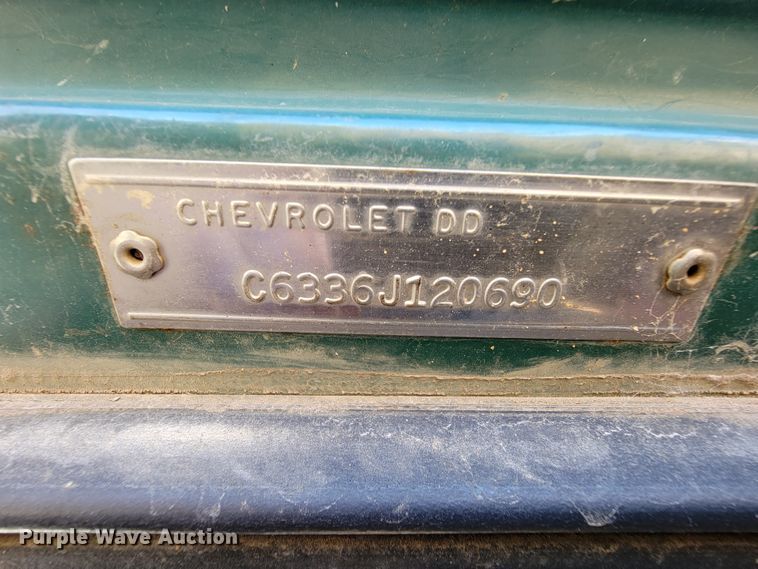 CHEVROLET DD
C6336J120690
Purple Wave Auction